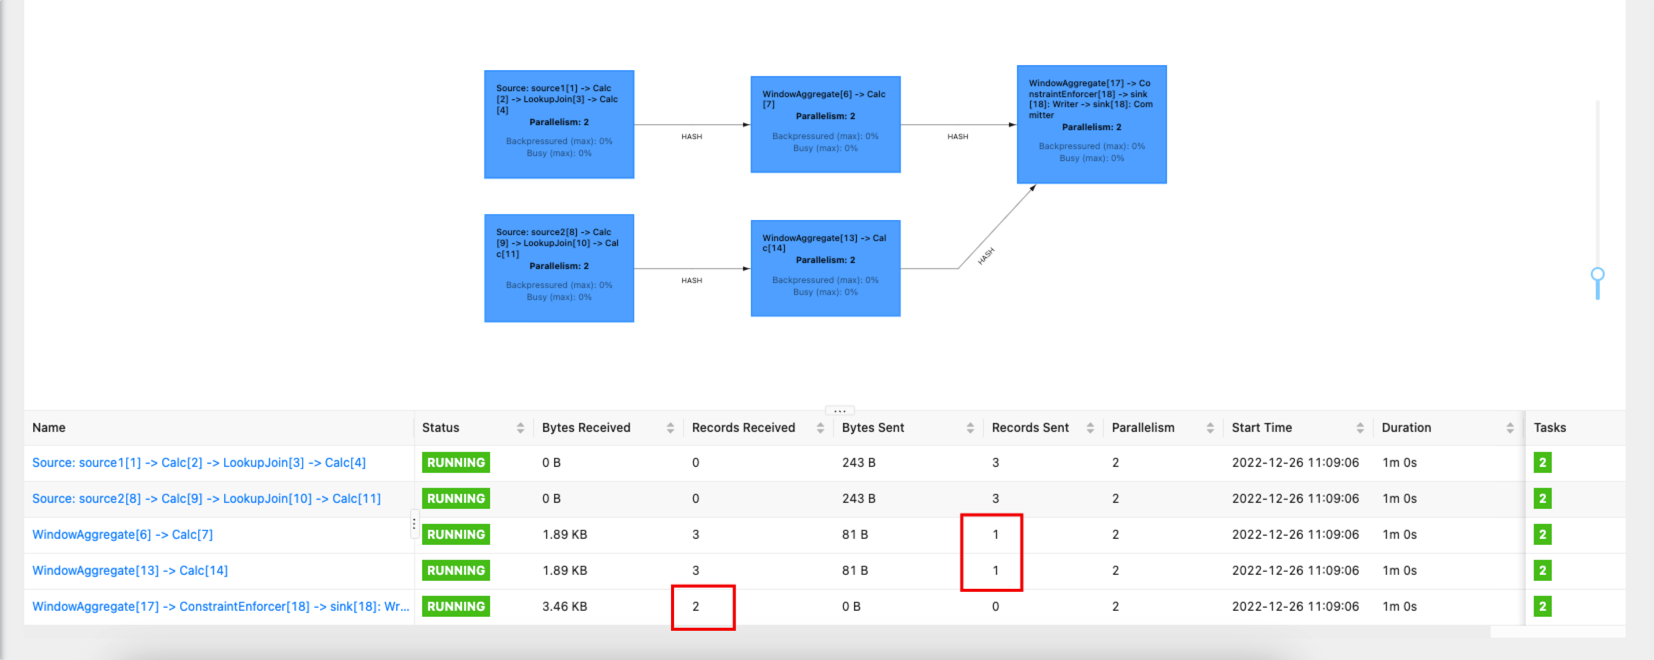 Source: source1[1] -> Calc
[2] -> LookupJoin[3] -> Calc
[4]
Parallelism: 2
Backpressured (max): 0%
Busy (max): 0%
HASH
WindowAggregate[6] -> Calc
[7]
Parallelism: 2
Backpressured (max): 0%
Busy (max): 0%
HASH
WindowAggregate[17] -> Co
nstraintEnforcer[18] -> sink
[18]: Writer -> sink[18]: Com
mitter
Parallelism: 2
Backpressured (max): 0%
Busy (max): 0%
Source: source2[8] -> Calc
[9] -> LookupJoin[10] -> Cal
c[11]
Parallelism: 2
Backpressured (max): 0%
Busy (max): 0%
HASH
WindowAggregate[13] -> Cal
c[14]
Parallelism: 2
Backpressured (max): 0%
Busy (max): 0%
HASH
Name Status Bytes Received Records Received Bytes Sent Records Sent Parallelism Start Time Duration Tasks
Source: source1[1] -> Calc[2] -> LookupJoin[3] -> Calc[4] RUNNING 0 B 0 243 B 3 2 2022-12-26 11:09:06 1m 0s 2
Source: source2[8] -> Calc[9] -> LookupJoin[10] -> Calc[11] RUNNING 0 B 0 243 B 3 2 2022-12-26 11:09:06 1m 0s 2
WindowAggregate[6] -> Calc[7] RUNNING 1.89 KB 3 81 B 1 2 2022-12-26 11:09:06 1m 0s 2
WindowAggregate[13] -> Calc[14] RUNNING 1.89 KB 3 81 B 1 2 2022-12-26 11:09:06 1m 0s 2
WindowAggregate[17] -> ConstraintEnforcer[18] -> sink[18]: Wr... RUNNING 3.46 KB 2 0 B 0 2 2022-12-26 11:09:06 1m 0s 2